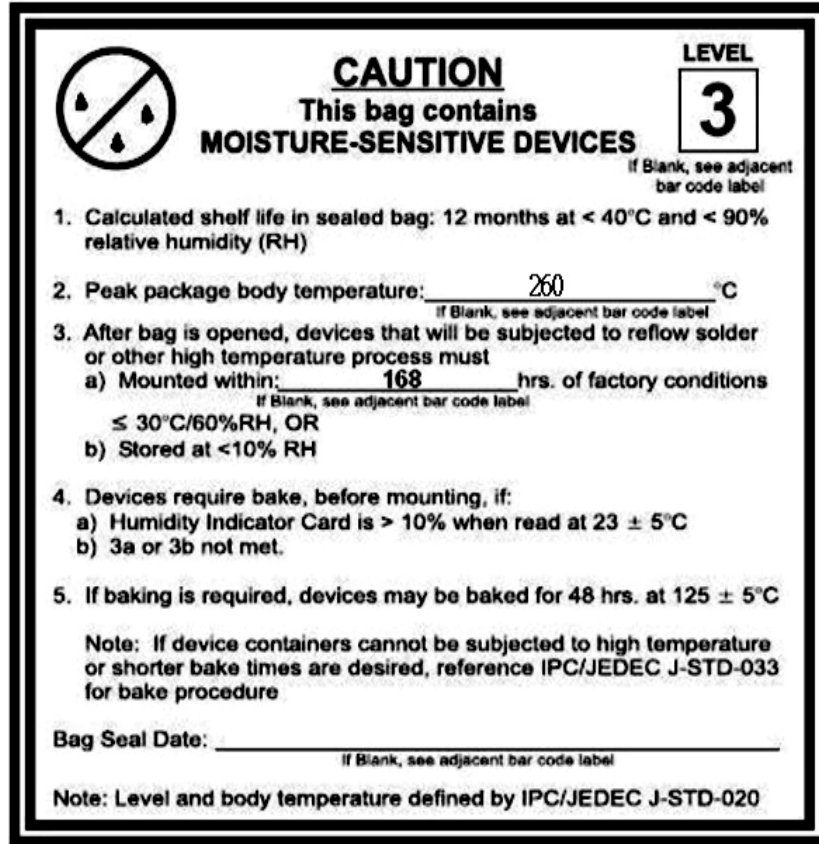 CAUTION
This bag contains
MOISTURE-SENSITIVE DEVICES
LEVEL
3
If Blank, see adjacent
bar code label
1. Calculated shelf life in sealed bag: 12 months at < 40°C and < 90%
relative humidity (RH)
2. Peak package body temperature: 260 °C
If Blank, see adjacent bar code label
3. After bag is opened, devices that will be subjected to reflow solder
or other high temperature process must
a) Mounted within: 168 hrs. of factory conditions
If Blank, see adjacent bar code label
≤ 30°C/60%RH, OR
b) Stored at <10% RH
4. Devices require bake, before mounting, if:
a) Humidity Indicator Card is > 10% when read at 23 ± 5°C
b) 3a or 3b not met.
5. If baking is required, devices may be baked for 48 hrs. at 125 ± 5°C
Note: If device containers cannot be subjected to high temperature
or shorter bake times are desired, reference IPC/JEDEC J-STD-033
for bake procedure
Bag Seal Date:
If Blank, see adjacent bar code label
Note: Level and body temperature defined by IPC/JEDEC J-STD-020